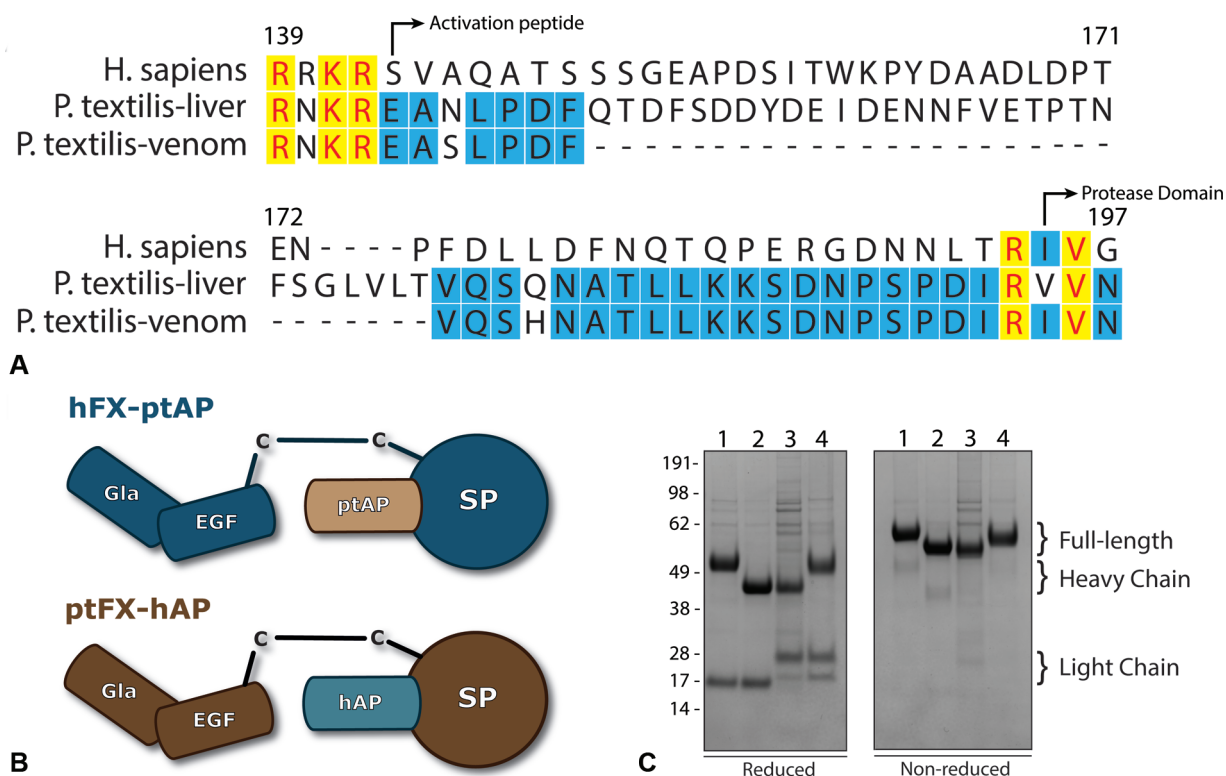 Activation peptide
139 171
H. sapiens R R K R S V A Q A T S S S G E A P D S I T W K P Y D A A D L D P T
P. textilis-liver R N K R E A N L P D F Q T D F S D D Y D E I D E N N F V E T P T N
P. textilis-venom R N K R E A S L P D F - - - - - - - - - - - - - - - - - -
Protease Domain
172 197
H. sapiens E N - - - - P F D L L D F N Q T Q P E R G D N N L T R I V G
P. textilis-liver F S G L V L T V Q S Q N A T L L K K S D N P S P D I R V V N
P. textilis-venom - - - - - - V Q S H N A T L L K K S D N P S P D I R I V N
A
hFX-ptAP
C C
Gla EGF ptAP SP
ptFX-hAP
C C
Gla EGF hAP SP
B
1 2 3 4 1 2 3 4
191-
98 -
62 -
49 -
38 -
28 -
17 -
14 -
Full-length
Heavy Chain
Light Chain
Reduced Non-reduced
C